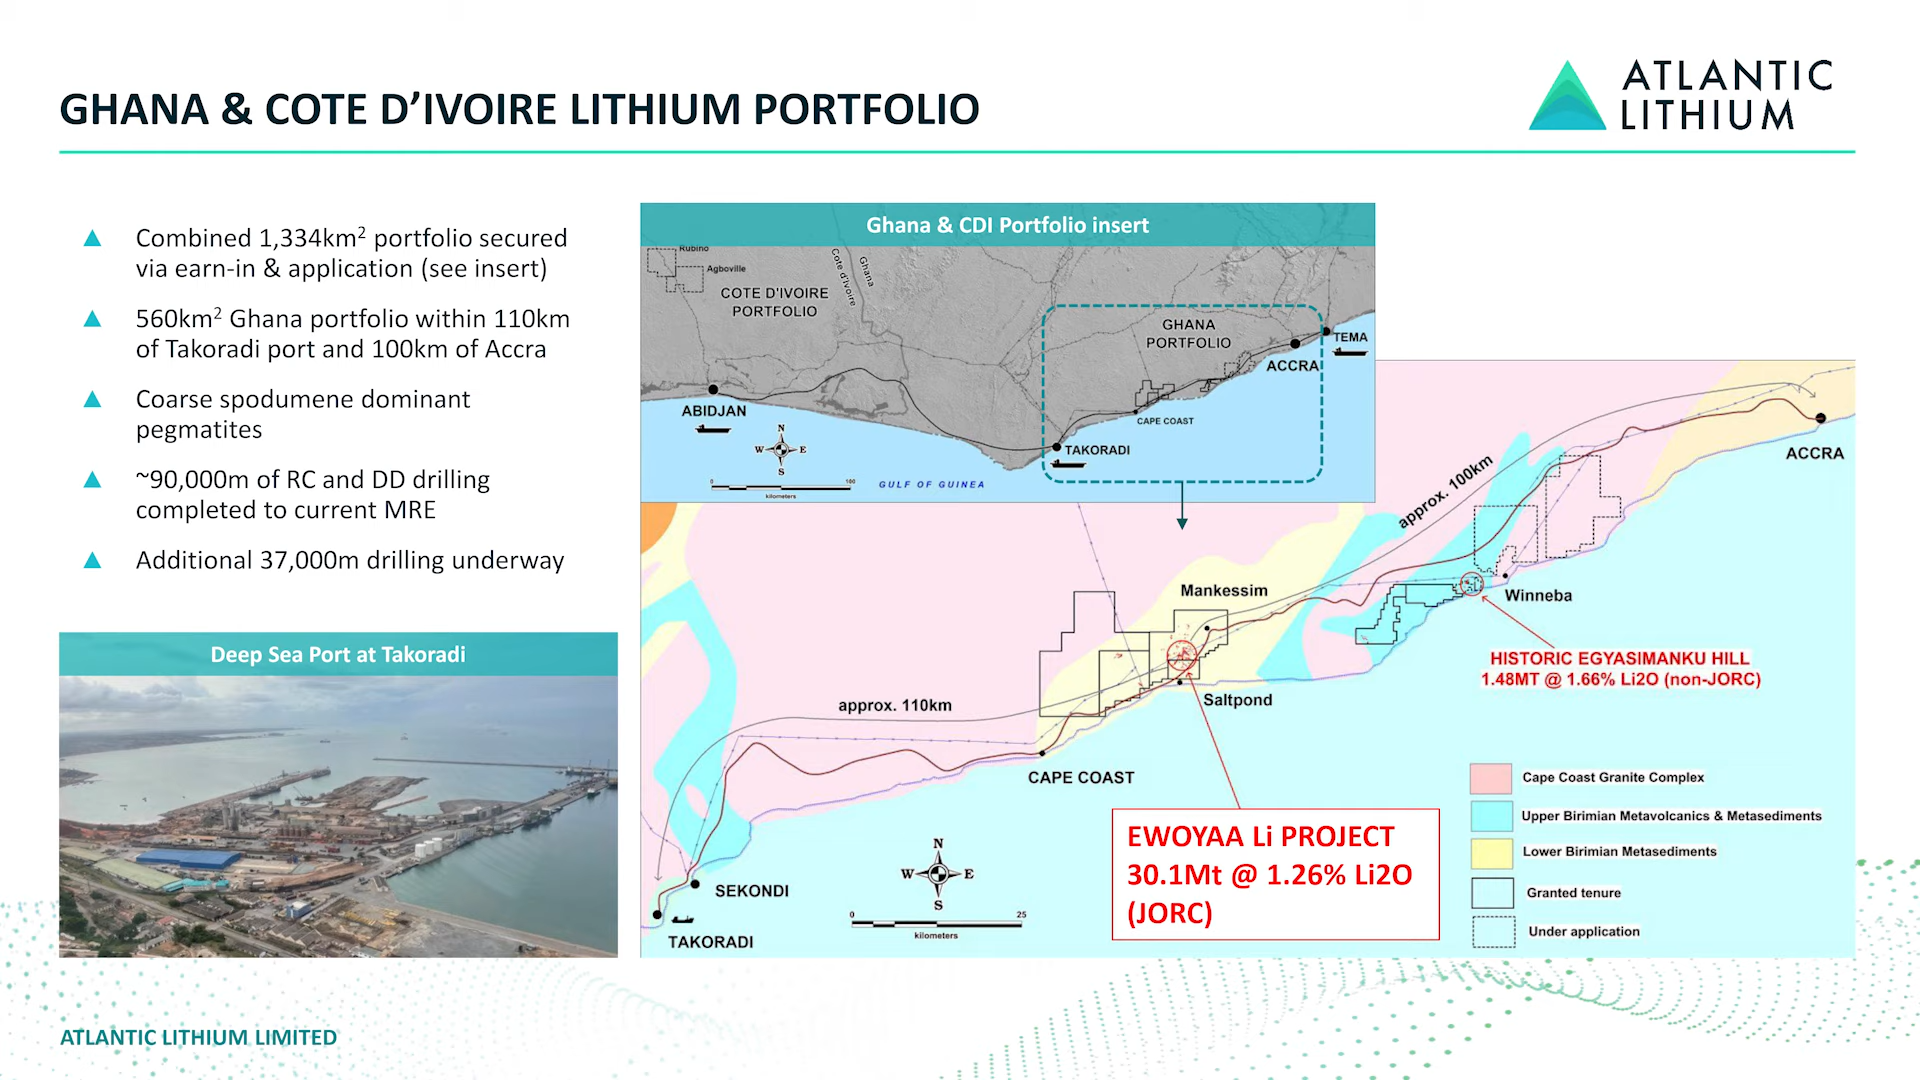 GHANA & COTE D’IVOIRE LITHIUM PORTFOLIO
ATLANTIC
LITHIUM
Combined 1,334km² portfolio secured
via earn-in & application (see insert)
560km² Ghana portfolio within 110km
of Takoradi port and 100km of Accra
Coarse spodumene dominant
pegmatites
~90,000m of RC and DD drilling
completed to current MRE
Additional 37,000m drilling underway
Deep Sea Port at Takoradi
Ghana & CDI Portfolio insert
Rubino
Agboville
Cote d'Ivoire
Ghana
COTE D'IVOIRE
PORTFOLIO
GHANA
PORTFOLIO
TEMA
ACCRA
ABIDJAN
CAPE COAST
TAKORADI
N
W
E
S
0
100
kilometers
GULF OF GUINEA
ACCRA
approx. 100km
Mankessim
Winneba
HISTORIC EGYASIMANKU HILL
1.48MT @ 1.66% Li2O (non-JORC)
Saltpond
approx. 110km
CAPE COAST
EWOYAA Li PROJECT
30.1Mt @ 1.26% Li2O
(JORC)
SEKONDI
TAKORADI
N
W
E
S
0
25
kilometers
Cape Coast Granite Complex
Upper Birimian Metavolcanics & Metasediments
Lower Birimian Metasediments
Granted tenure
Under application
ATLANTIC LITHIUM LIMITED